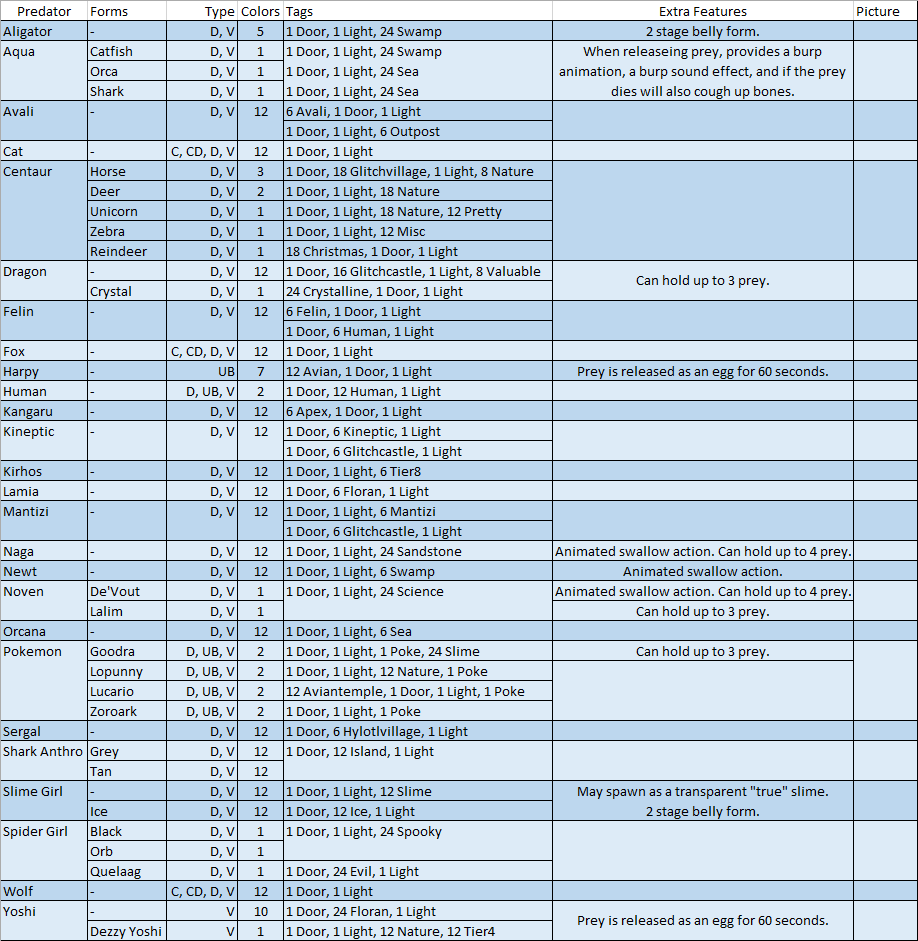 Predator Forms Type Colors Tags Extra Features Picture
Aligator - D, V 5 1 Door, 1 Light, 24 Swamp 2 stage belly form.
Aqua Catfish D, V 1 1 Door, 1 Light, 24 Swamp When releaseing prey, provides a burp
Orca D, V 1 1 Door, 1 Light, 24 Sea animation, a burp sound effect, and if the prey
Shark D, V 1 1 Door, 1 Light, 24 Sea dies will also cough up bones.
Avali - D, V 12 6 Avali, 1 Door, 1 Light
1 Door, 1 Light, 6 Outpost
Cat - C, CD, D, V 12 1 Door, 1 Light
Centaur Horse D, V 3 1 Door, 18 Glitchvillage, 1 Light, 8 Nature
Deer D, V 2 1 Door, 1 Light, 18 Nature
Unicorn D, V 1 1 Door, 1 Light, 18 Nature, 12 Pretty
Zebra D, V 1 1 Door, 1 Light, 12 Misc
Reindeer D, V 1 18 Christmas, 1 Door, 1 Light
Dragon - D, V 12 1 Door, 16 Glitchcastle, 1 Light, 8 Valuable
Can hold up to 3 prey.
Crystal D, V 1 24 Crystalline, 1 Door, 1 Light
Felin - D, V 12 6 Felin, 1 Door, 1 Light
1 Door, 6 Human, 1 Light
Fox - C, CD, D, V 12 1 Door, 1 Light
Harpy - UB 7 12 Avian, 1 Door, 1 Light Prey is released as an egg for 60 seconds.
Human - D, UB, V 2 1 Door, 12 Human, 1 Light
Kangaru - D, V 12 6 Apex, 1 Door, 1 Light
Kineptic - D, V 12 1 Door, 6 Kineptic, 1 Light
1 Door, 6 Glitchcastle, 1 Light
Kirhos - D, V 12 1 Door, 1 Light, 6 Tier8
Lamia - D, V 12 1 Door, 6 Floran, 1 Light
Mantizi - D, V 12 1 Door, 1 Light, 6 Mantizi
1 Door, 6 Glitchcastle, 1 Light
Naga - D, V 12 1 Door, 1 Light, 24 Sandstone Animated swallow action. Can hold up to 4 prey.
Newt - D, V 12 1 Door, 1 Light, 6 Swamp Animated swallow action.
Noven De'Vout D, V 1 1 Door, 1 Light, 24 Science Animated swallow action. Can hold up to 4 prey.
Lalim D, V 1 Can hold up to 3 prey.
Orcana - D, V 12 1 Door, 1 Light, 6 Sea
Pokemon Goodra D, UB, V 2 1 Door, 1 Light, 1 Poke, 24 Slime Can hold up to 3 prey.
Lopunny D, UB, V 2 1 Door, 1 Light, 12 Nature, 1 Poke
Lucario D, UB, V 2 12 Aviantemple, 1 Door, 1 Light, 1 Poke
Zoroark D, UB, V 2 1 Door, 1 Light, 1 Poke
Sergal - D, V 12 1 Door, 6 Hylotlvillage, 1 Light
Shark Anthro Grey D, V 12 1 Door, 12 Island, 1 Light
Tan D, V 12
Slime Girl - D, V 12 1 Door, 1 Light, 12 Slime May spawn as a transparent "true" slime.
Ice D, V 12 1 Door, 12 Ice, 1 Light 2 stage belly form.
Spider Girl Black D, V 1 1 Door, 1 Light, 24 Spooky
Orb D, V 1
Quelaag D, V 1 1 Door, 24 Evil, 1 Light
Wolf - C, CD, D, V 12 1 Door, 1 Light
Yoshi - V 10 1 Door, 24 Floran, 1 Light
Prey is released as an egg for 60 seconds.
Dezzy Yoshi V 1 1 Door, 1 Light, 12 Nature, 12 Tier4